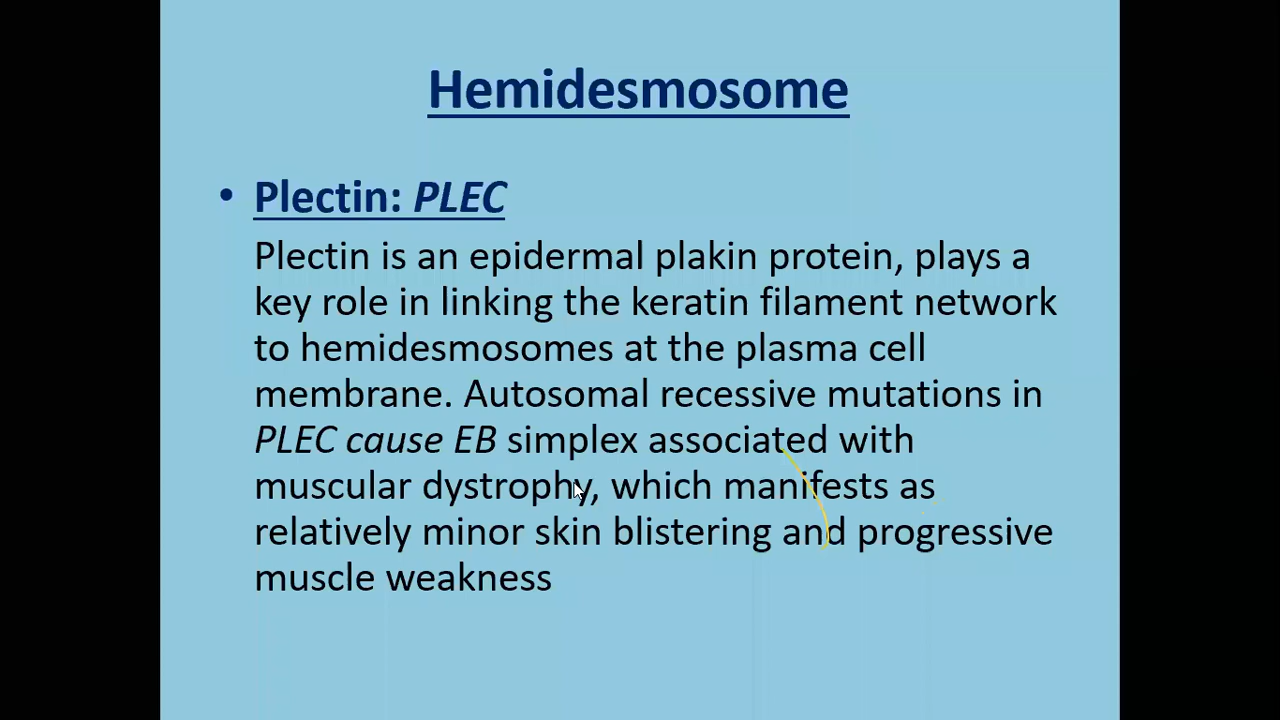 Hemidesmosome
• Plectin: PLEC
Plectin is an epidermal plakin protein, plays a
key role in linking the keratin filament network
to hemidesmosomes at the plasma cell
membrane. Autosomal recessive mutations in
PLEC cause EB simplex associated with
muscular dystrophy, which manifests as
relatively minor skin blistering and progressive
muscle weakness